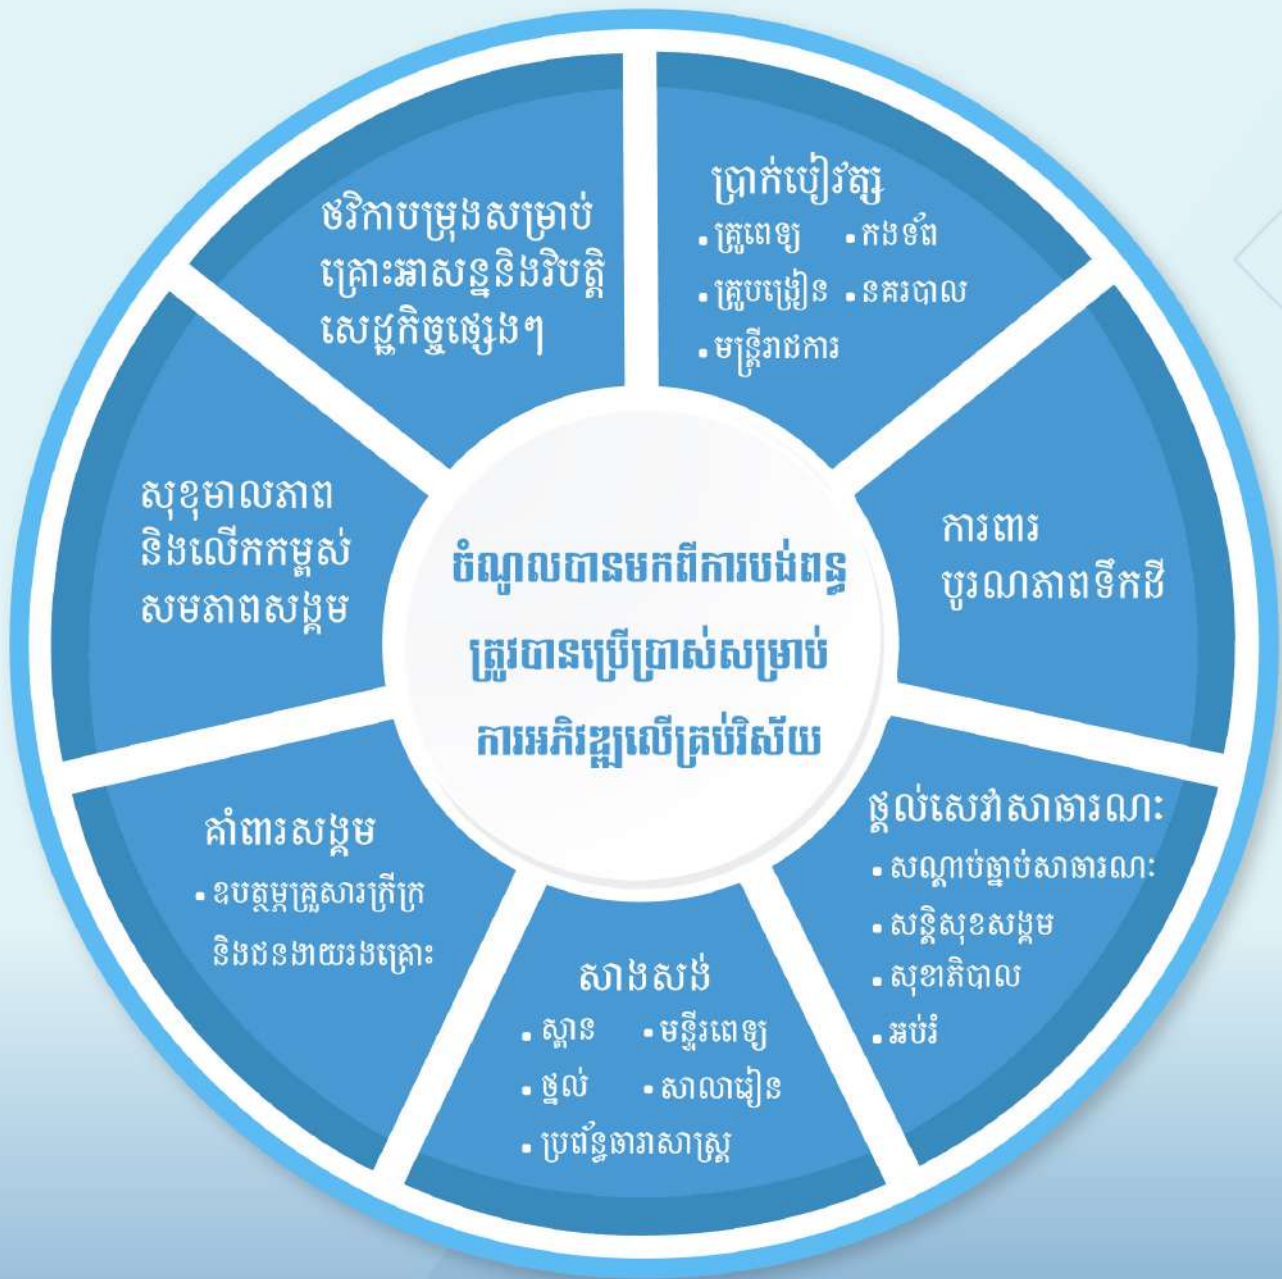 ថវិកាបម្រុងសម្រាប់
គ្រោះអាសន្ននិងវិបត្តិ
សេដ្ឋកិច្ចផ្សេងៗ
ប្រាក់បៀវត្ស
▪ គ្រូពេទ្យ ▪ កងទ័ព
▪ គ្រូបង្រៀន ▪ នគរបាល
▪ មន្ត្រីរាជការ
ការពារ
បូរណភាពទឹកដី
ផ្តល់សេវាសាធារណៈ
▪ សណ្តាប់ធ្នាប់សាធារណៈ
▪ សន្តិសុខសង្គម
▪ សុខាភិបាល
▪ អប់រំ
សាងសង់
▪ ស្ពាន ▪ មន្ទីរពេទ្យ
▪ ថ្នល់ ▪ សាលារៀន
▪ ប្រព័ន្ធធារាសាស្ត្រ
គាំពារសង្គម
▪ ឧបត្ថម្ភគ្រួសារក្រីក្រ
និងជនងាយរងគ្រោះ
សុខុមាលភាព
និងលើកកម្ពស់
សមភាពសង្គម
ចំណូលបានមកពីការបង់ពន្ធ
ត្រូវបានប្រើប្រាស់សម្រាប់
ការអភិវឌ្ឍលើគ្រប់វិស័យ